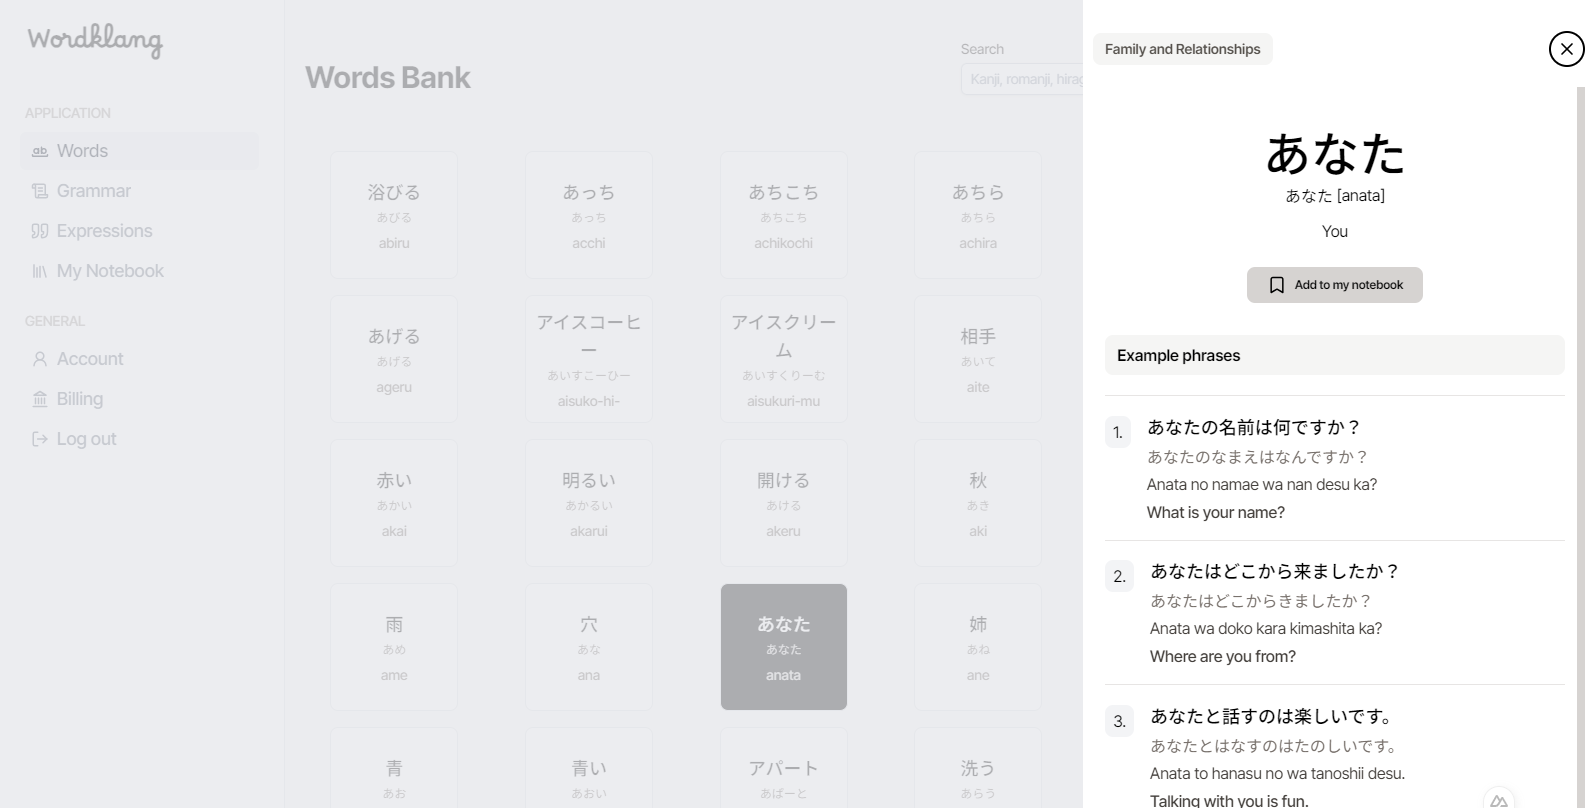 Wordklang
APPLICATION
Words
Grammar
Expressions
My Notebook
GENERAL
Account
Billing
Log out
Words Bank
Search
Kanji, romanji, hirag
浴びる
あびる
abiru
あっち
あっち
acchi
あちこち
あちこち
achikochi
あちら
あちら
achira
あげる
あげる
ageru
アイスコーヒ
ー
あいすこーひー
aisuko-hi-
アイスクリー
ム
あいすくりーむ
aisukuri-mu
相手
あいて
aite
赤い
あかい
akai
明るい
あかるい
akarui
開ける
あける
akeru
秋
あき
aki
雨
あめ
ame
穴
あな
ana
あなた
あなた
anata
姉
あね
ane
青
あお
青い
あおい
アパート
あぱーと
洗う
あらう
Family and Relationships
あなた
あなた [anata]
You
Add to my notebook
Example phrases
1.
あなたの名前は何ですか？
あなたのなまえはなんですか？
Anata no namae wa nan desu ka?
What is your name?
2.
あなたはどこから来ましたか？
あなたはどこからきましたか？
Anata wa doko kara kimashita ka?
Where are you from?
3.
あなたと話すのは楽しいです。
あなたとはなすのはたのしいです。
Anata to hanasu no wa tanoshii desu.
Talking with you is fun.